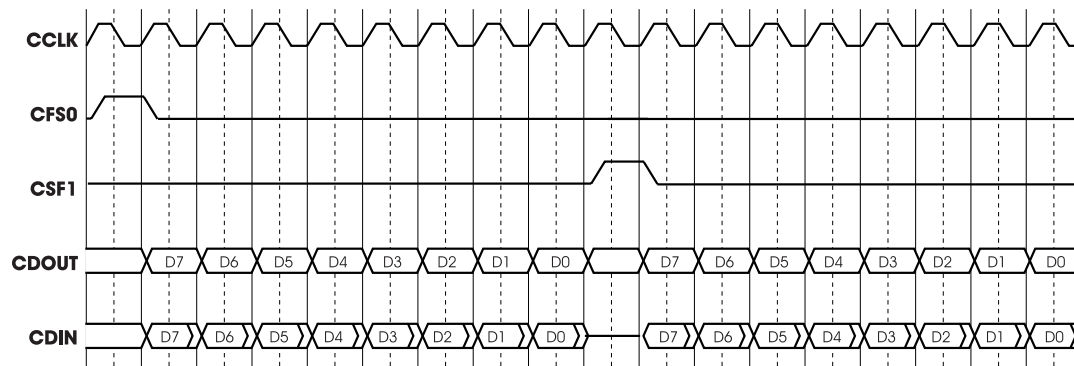 CCLK
CFS0
CSF1
CDOUT D7 D6 D5 D4 D3 D2 D1 D0 D7 D6 D5 D4 D3 D2 D1 D0
CDIN D7 D6 D5 D4 D3 D2 D1 D0 D7 D6 D5 D4 D3 D2 D1 D0